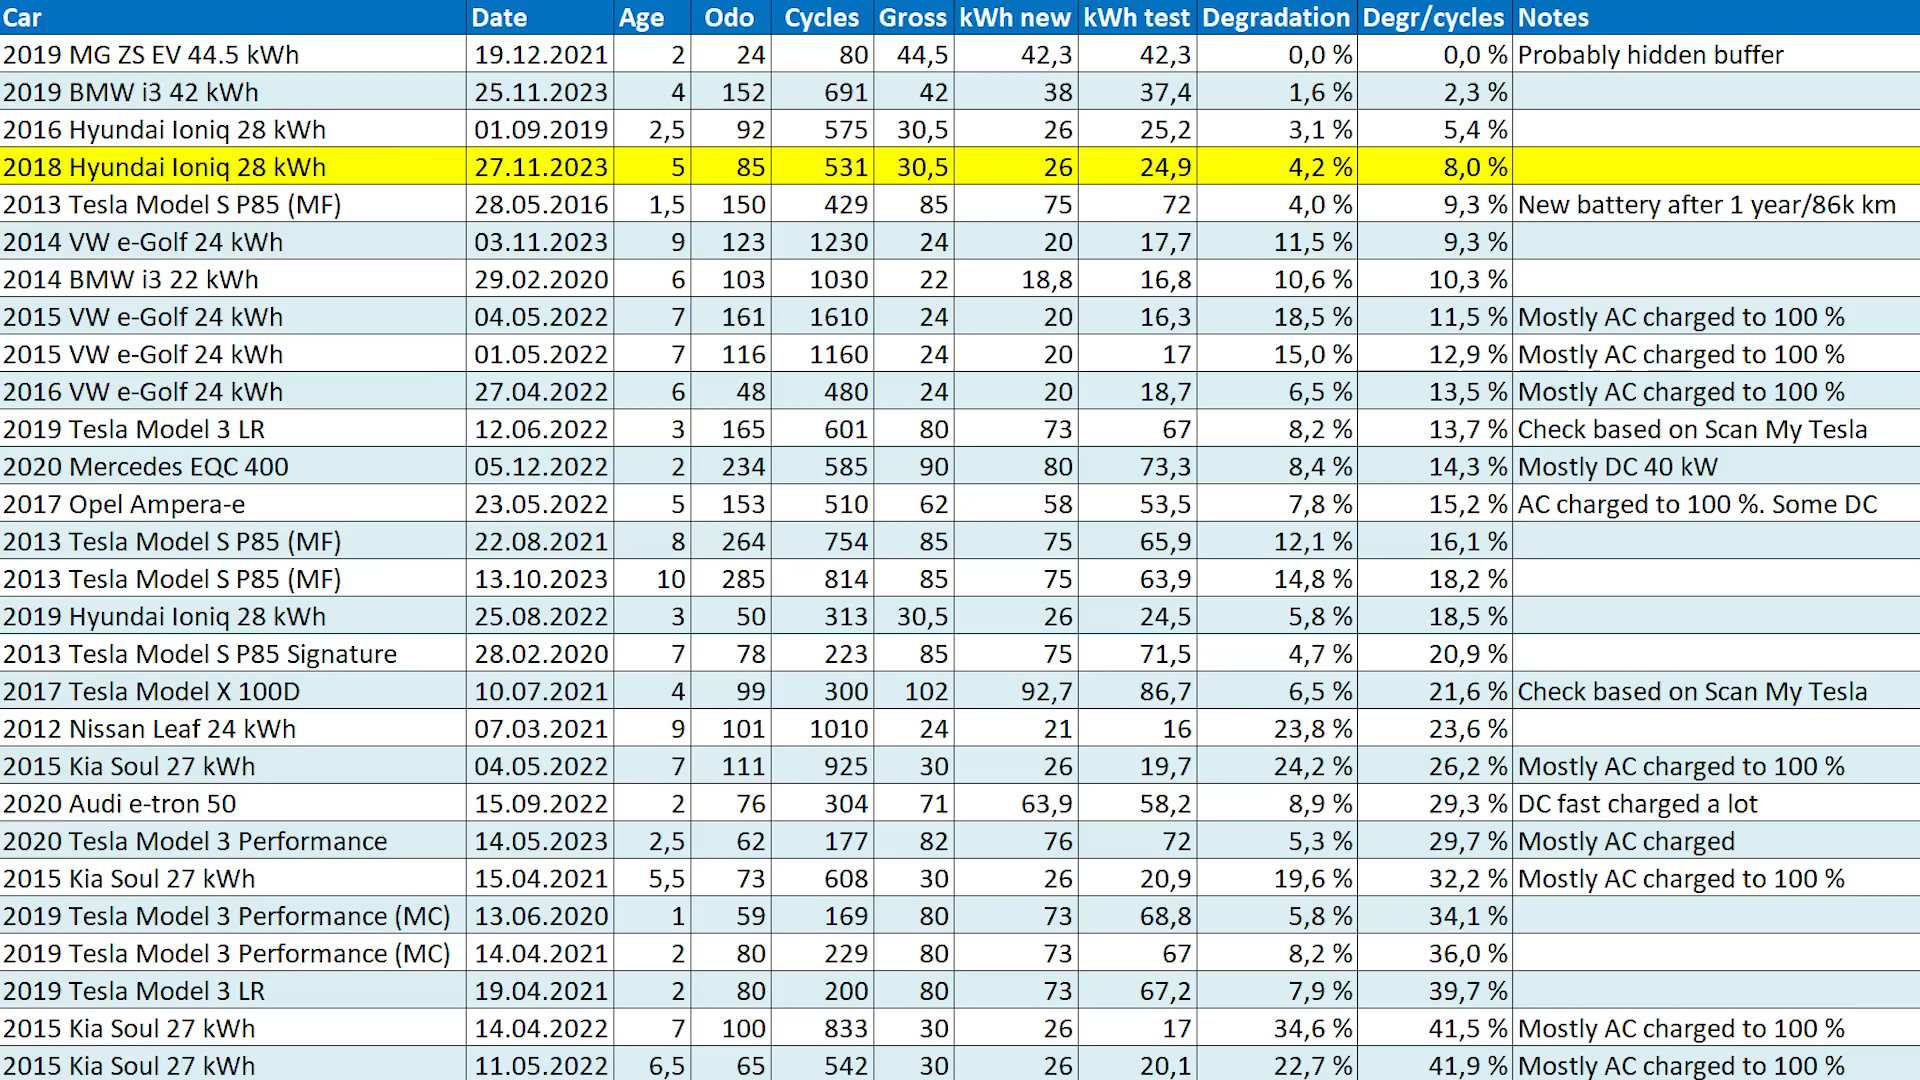 Car Date Age Odo Cycles Gross kWh new kWh test Degradation Degr/cycles Notes
2019 MG ZS EV 44.5 kWh 19.12.2021 2 24 80 44,5 42,3 42,3 0,0 % 0,0 % Probably hidden buffer
2019 BMW i3 42 kWh 25.11.2023 4 152 691 42 38 37,4 1,6 % 2,3 %
2016 Hyundai Ioniq 28 kWh 01.09.2019 2,5 92 575 30,5 26 25,2 3,1 % 5,4 %
2018 Hyundai Ioniq 28 kWh 27.11.2023 5 85 531 30,5 26 24,9 4,2 % 8,0 %
2013 Tesla Model S P85 (MF) 28.05.2016 1,5 150 429 85 75 72 4,0 % 9,3 % New battery after 1 year/86k km
2014 VW e-Golf 24 kWh 03.11.2023 9 123 1230 24 20 17,7 11,5 % 9,3 %
2014 BMW i3 22 kWh 29.02.2020 6 103 1030 22 18,8 16,8 10,6 % 10,3 %
2015 VW e-Golf 24 kWh 04.05.2022 7 161 1610 24 20 16,3 18,5 % 11,5 % Mostly AC charged to 100 %
2015 VW e-Golf 24 kWh 01.05.2022 7 116 1160 24 20 17 15,0 % 12,9 % Mostly AC charged to 100 %
2016 VW e-Golf 24 kWh 27.04.2022 6 48 480 24 20 18,7 6,5 % 13,5 % Mostly AC charged to 100 %
2019 Tesla Model 3 LR 12.06.2022 3 165 601 80 73 67 8,2 % 13,7 % Check based on Scan My Tesla
2020 Mercedes EQC 400 05.12.2022 2 234 585 90 80 73,3 8,4 % 14,3 % Mostly DC 40 kW
2017 Opel Ampera-e 23.05.2022 5 153 510 62 58 53,5 7,8 % 15,2 % AC charged to 100 %. Some DC
2013 Tesla Model S P85 (MF) 22.08.2021 8 264 754 85 75 65,9 12,1 % 16,1 %
2013 Tesla Model S P85 (MF) 13.10.2023 10 285 814 85 75 63,9 14,8 % 18,2 %
2019 Hyundai Ioniq 28 kWh 25.08.2022 3 50 313 30,5 26 24,5 5,8 % 18,5 %
2013 Tesla Model S P85 Signature 28.02.2020 7 78 223 85 75 71,5 4,7 % 20,9 %
2017 Tesla Model X 100D 10.07.2021 4 99 300 102 92,7 86,7 6,5 % 21,6 % Check based on Scan My Tesla
2012 Nissan Leaf 24 kWh 07.03.2021 9 101 1010 24 21 16 23,8 % 23,6 %
2015 Kia Soul 27 kWh 04.05.2022 7 111 925 30 26 19,7 24,2 % 26,2 % Mostly AC charged to 100 %
2020 Audi e-tron 50 15.09.2022 2 76 304 71 63,9 58,2 8,9 % 29,3 % DC fast charged a lot
2020 Tesla Model 3 Performance 14.05.2023 2,5 62 177 82 76 72 5,3 % 29,7 % Mostly AC charged
2015 Kia Soul 27 kWh 15.04.2021 5,5 73 608 30 26 20,9 19,6 % 32,2 % Mostly AC charged to 100 %
2019 Tesla Model 3 Performance (MC) 13.06.2020 1 59 169 80 73 68,8 5,8 % 34,1 %
2019 Tesla Model 3 Performance (MC) 14.04.2021 2 80 229 80 73 67 8,2 % 36,0 %
2019 Tesla Model 3 LR 19.04.2021 2 80 200 80 73 67,2 7,9 % 39,7 %
2015 Kia Soul 27 kWh 14.04.2022 7 100 833 30 26 17 34,6 % 41,5 % Mostly AC charged to 100 %
2015 Kia Soul 27 kWh 11.05.2022 6,5 65 542 30 26 20,1 22,7 % 41,9 % Mostly AC charged to 100 %